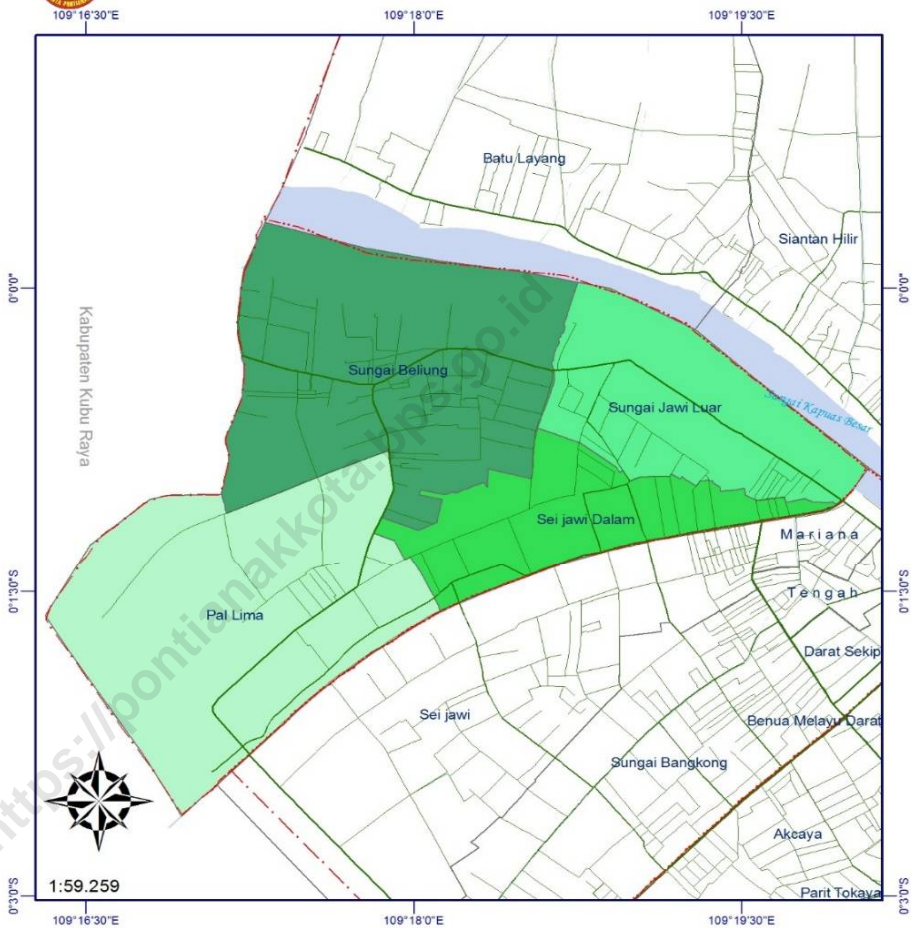 109°16'30"E
109°18'0"E
109°19'30"E
Batu Layang
Siantan Hilir
0°0'0"
0°0'0"
Kabupaten Kubu Raya
Sungai Beliung
Sungai Jawi Luar
Sungai Kapuas Besar
Sei jawi Dalam
Mariana
Tengah
0°1'30"S
0°1'30"S
Pal Lima
Darat Sekip
Sei jawi
Benua Melayu Darat
Sungai Bangkong
Akcaya
1:59.259
Parit Tokaya
0°3'0"S
0°3'0"S
109°16'30"E
109°18'0"E
109°19'30"E
https://pontianakkota.bps.go.id